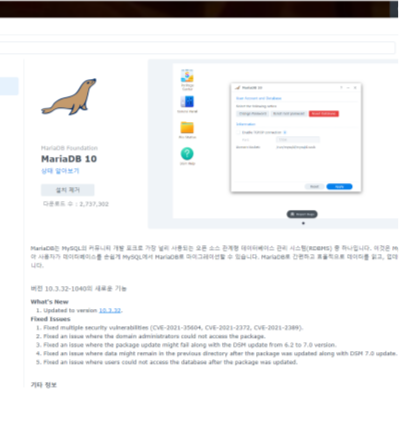 MariaDB Foundation
MariaDB 10
상태 알아보기
설치 제거
다운로드 수 : 2,737,302
MariaDB 10
Change Password
Reset root password
MariaDB는 MySQL의 커뮤니티 개발 포크로 가장 널리 사용되는 오픈 소스 관계형 데이터베이스 관리 시스템(RDBMS) 중 하나입니다. 이것은 M
어 사용자가 데이터베이스를 손쉽게 MySQL에서 MariaDB로 마이그레이션할 수 있습니다. MariaDB로 간편하고 효율적으로 데이터를 읽고,
니다.
버전 10.3.32-1040의 새로운 기능
What's New
1. Updated to version 10.3.32.
Fixed Issues
1. Fixed multiple security vulnerabilities (CVE-2021-35604, CVE-2021-2372, CVE-2021-2389).
2. Fixed an issue where the domain administrators could not access the package.
3. Fixed an issue where the package update might fail along with the DSM update from 6.2 to 7.0 version.
4. Fixed an issue where data might remain in the previous directory after the package was updated along with DSM 7.0 update.
5. Fixed an issue where users could not access the database after the package was updated.
기타 정보